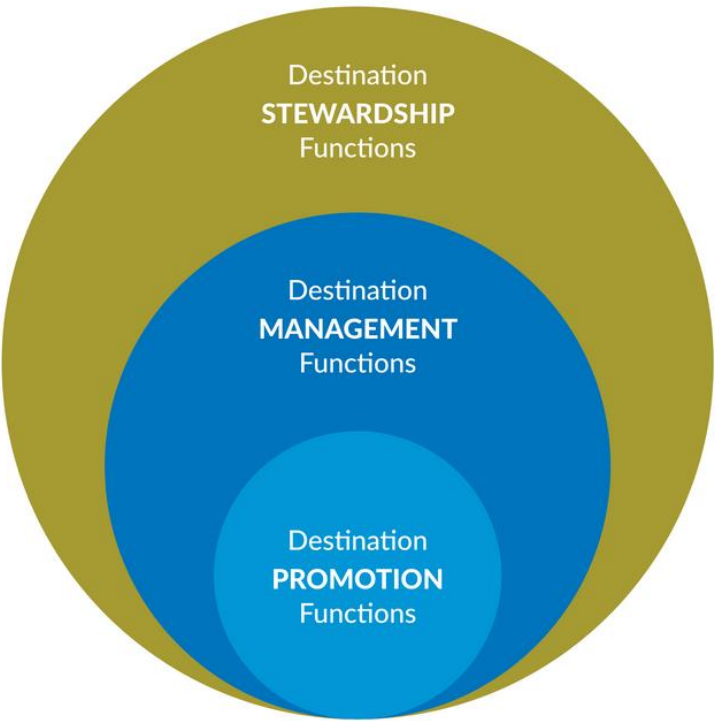 Destination
STEWARDSHIP
Functions
Destination
MANAGEMENT
Functions
Destination
PROMOTION
Functions